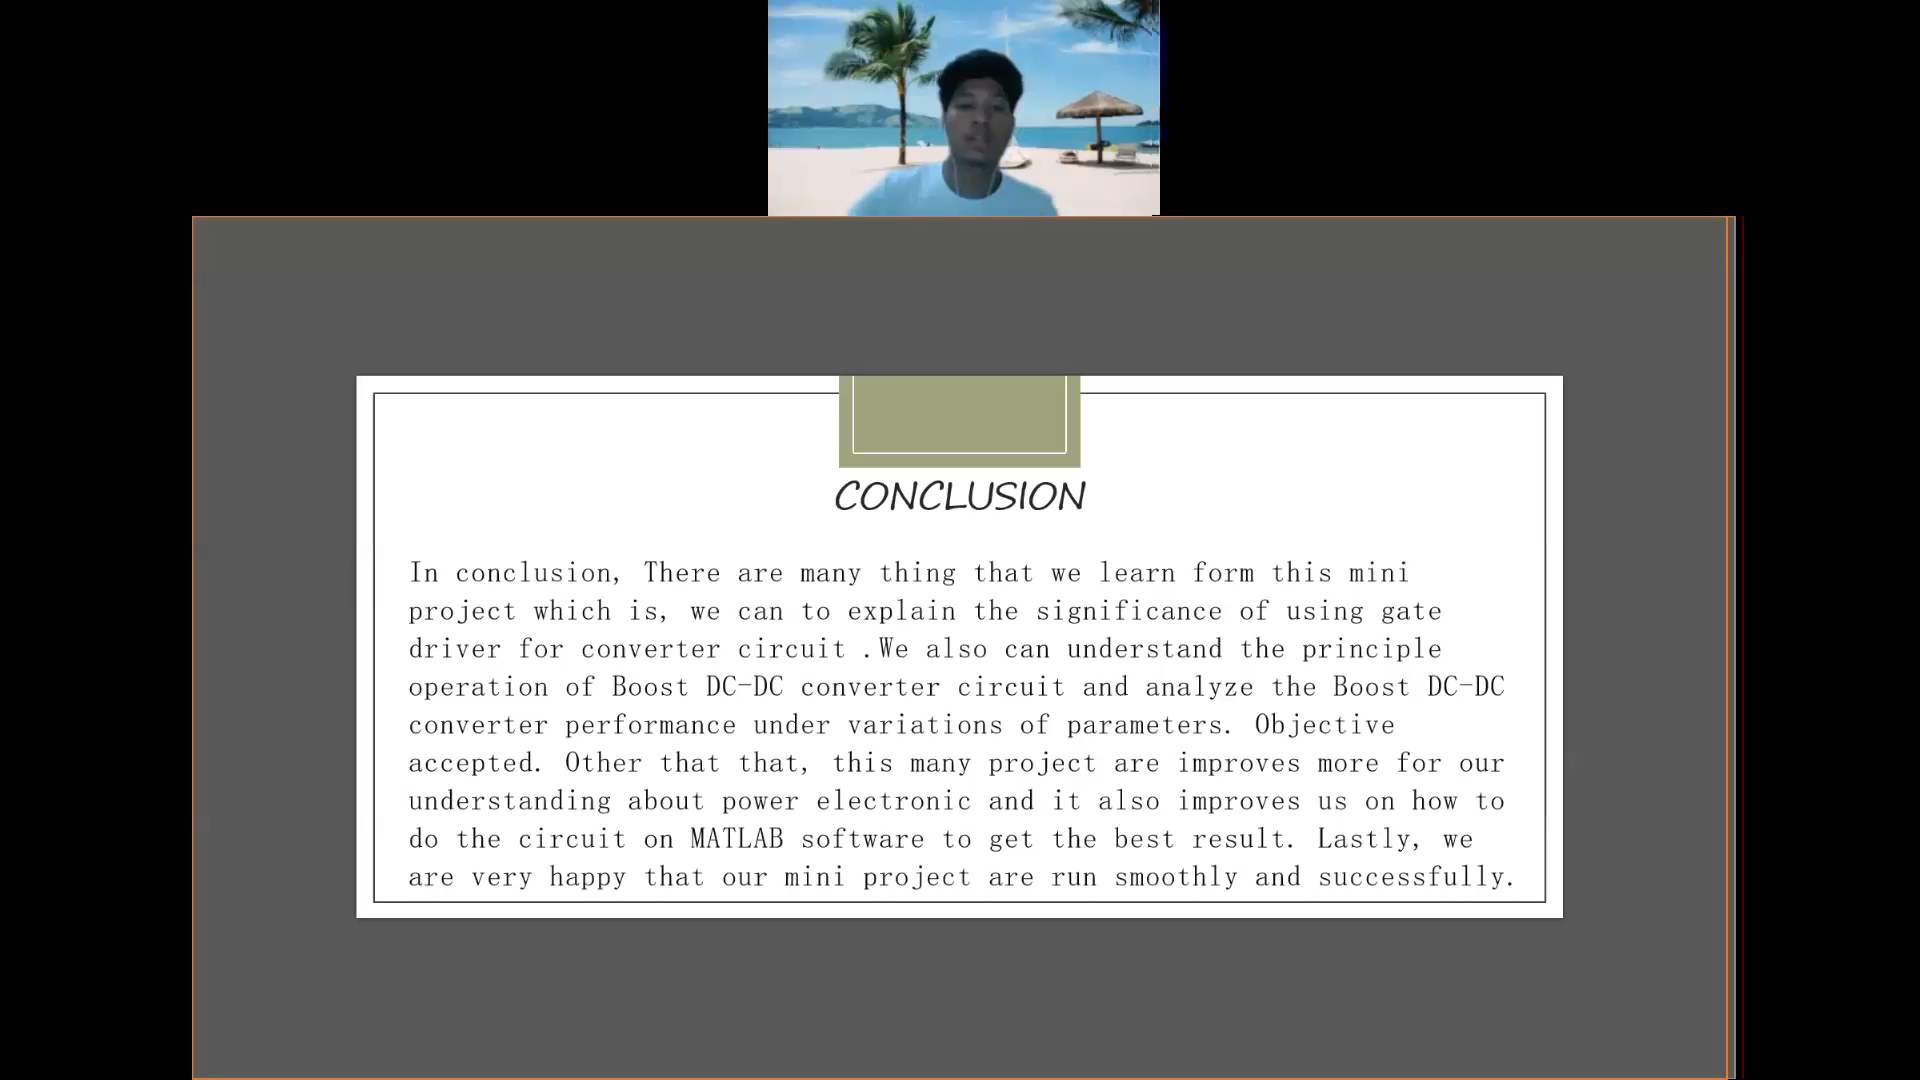 CONCLUSION
In conclusion, There are many thing that we learn form this mini
project which is, we can to explain the significance of using gate
driver for converter circuit .We also can understand the principle
operation of Boost DC-DC converter circuit and analyze the Boost DC-DC
converter performance under variations of parameters. Objective
accepted. Other that that, this many project are improves more for our
understanding about power electronic and it also improves us on how to
do the circuit on MATLAB software to get the best result. Lastly, we
are very happy that our mini project are run smoothly and successfully.